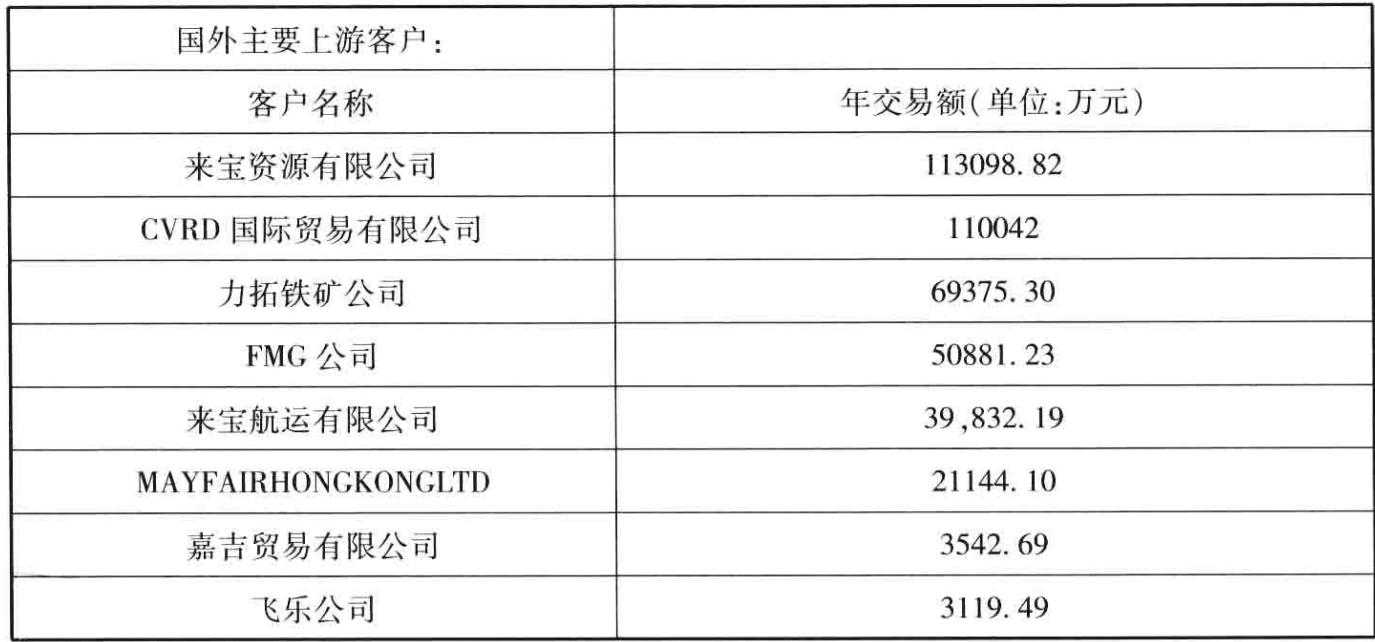 国外主要上游客户:
客户名称 年交易额(单位:万元)
来宝资源有限公司 113098.82
CVRD 国际贸易有限公司 110042
力拓铁矿公司 69375.30
FMG 公司 50881.23
来宝航运有限公司 39,832.19
MAYFAIRHONGKONGLTD 21144.10
嘉吉贸易有限公司 3542.69
飞乐公司 3119.49